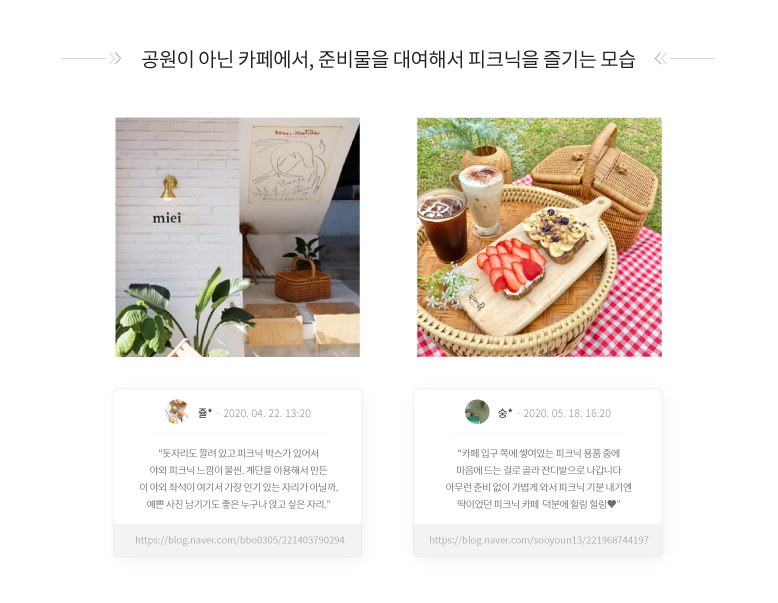 공원이 아닌 카페에서, 준비물을 대여해서 피크닉을 즐기는 모습
miei
쥴* · 2020. 04. 22. 13:20
“돗자리도 깔려 있고 피크닉 박스가 있어서
야외 피크닉 느낌이 물씬. 계단을 이용해서 만든
이 야외 좌석이 여기서 가장 인기 있는 자리가 아닐까.
예쁜 사진 남기기도 좋은 누구나 앉고 싶은 자리.”
https://blog.naver.com/bbo0305/221403790294
숭* · 2020. 05. 18. 16:20
“카페 입구 쪽에 쌓여있는 피크닉 용품 중에
마음에 드는 걸로 골라 잔디밭으로 나갑니다
아무런 준비 없이 가볍게 와서 피크닉 기분 내기엔
딱이었던 피크닉 카페 덕분에 힐링 힐링♥”
https://blog.naver.com/sooyoun13/221968744197